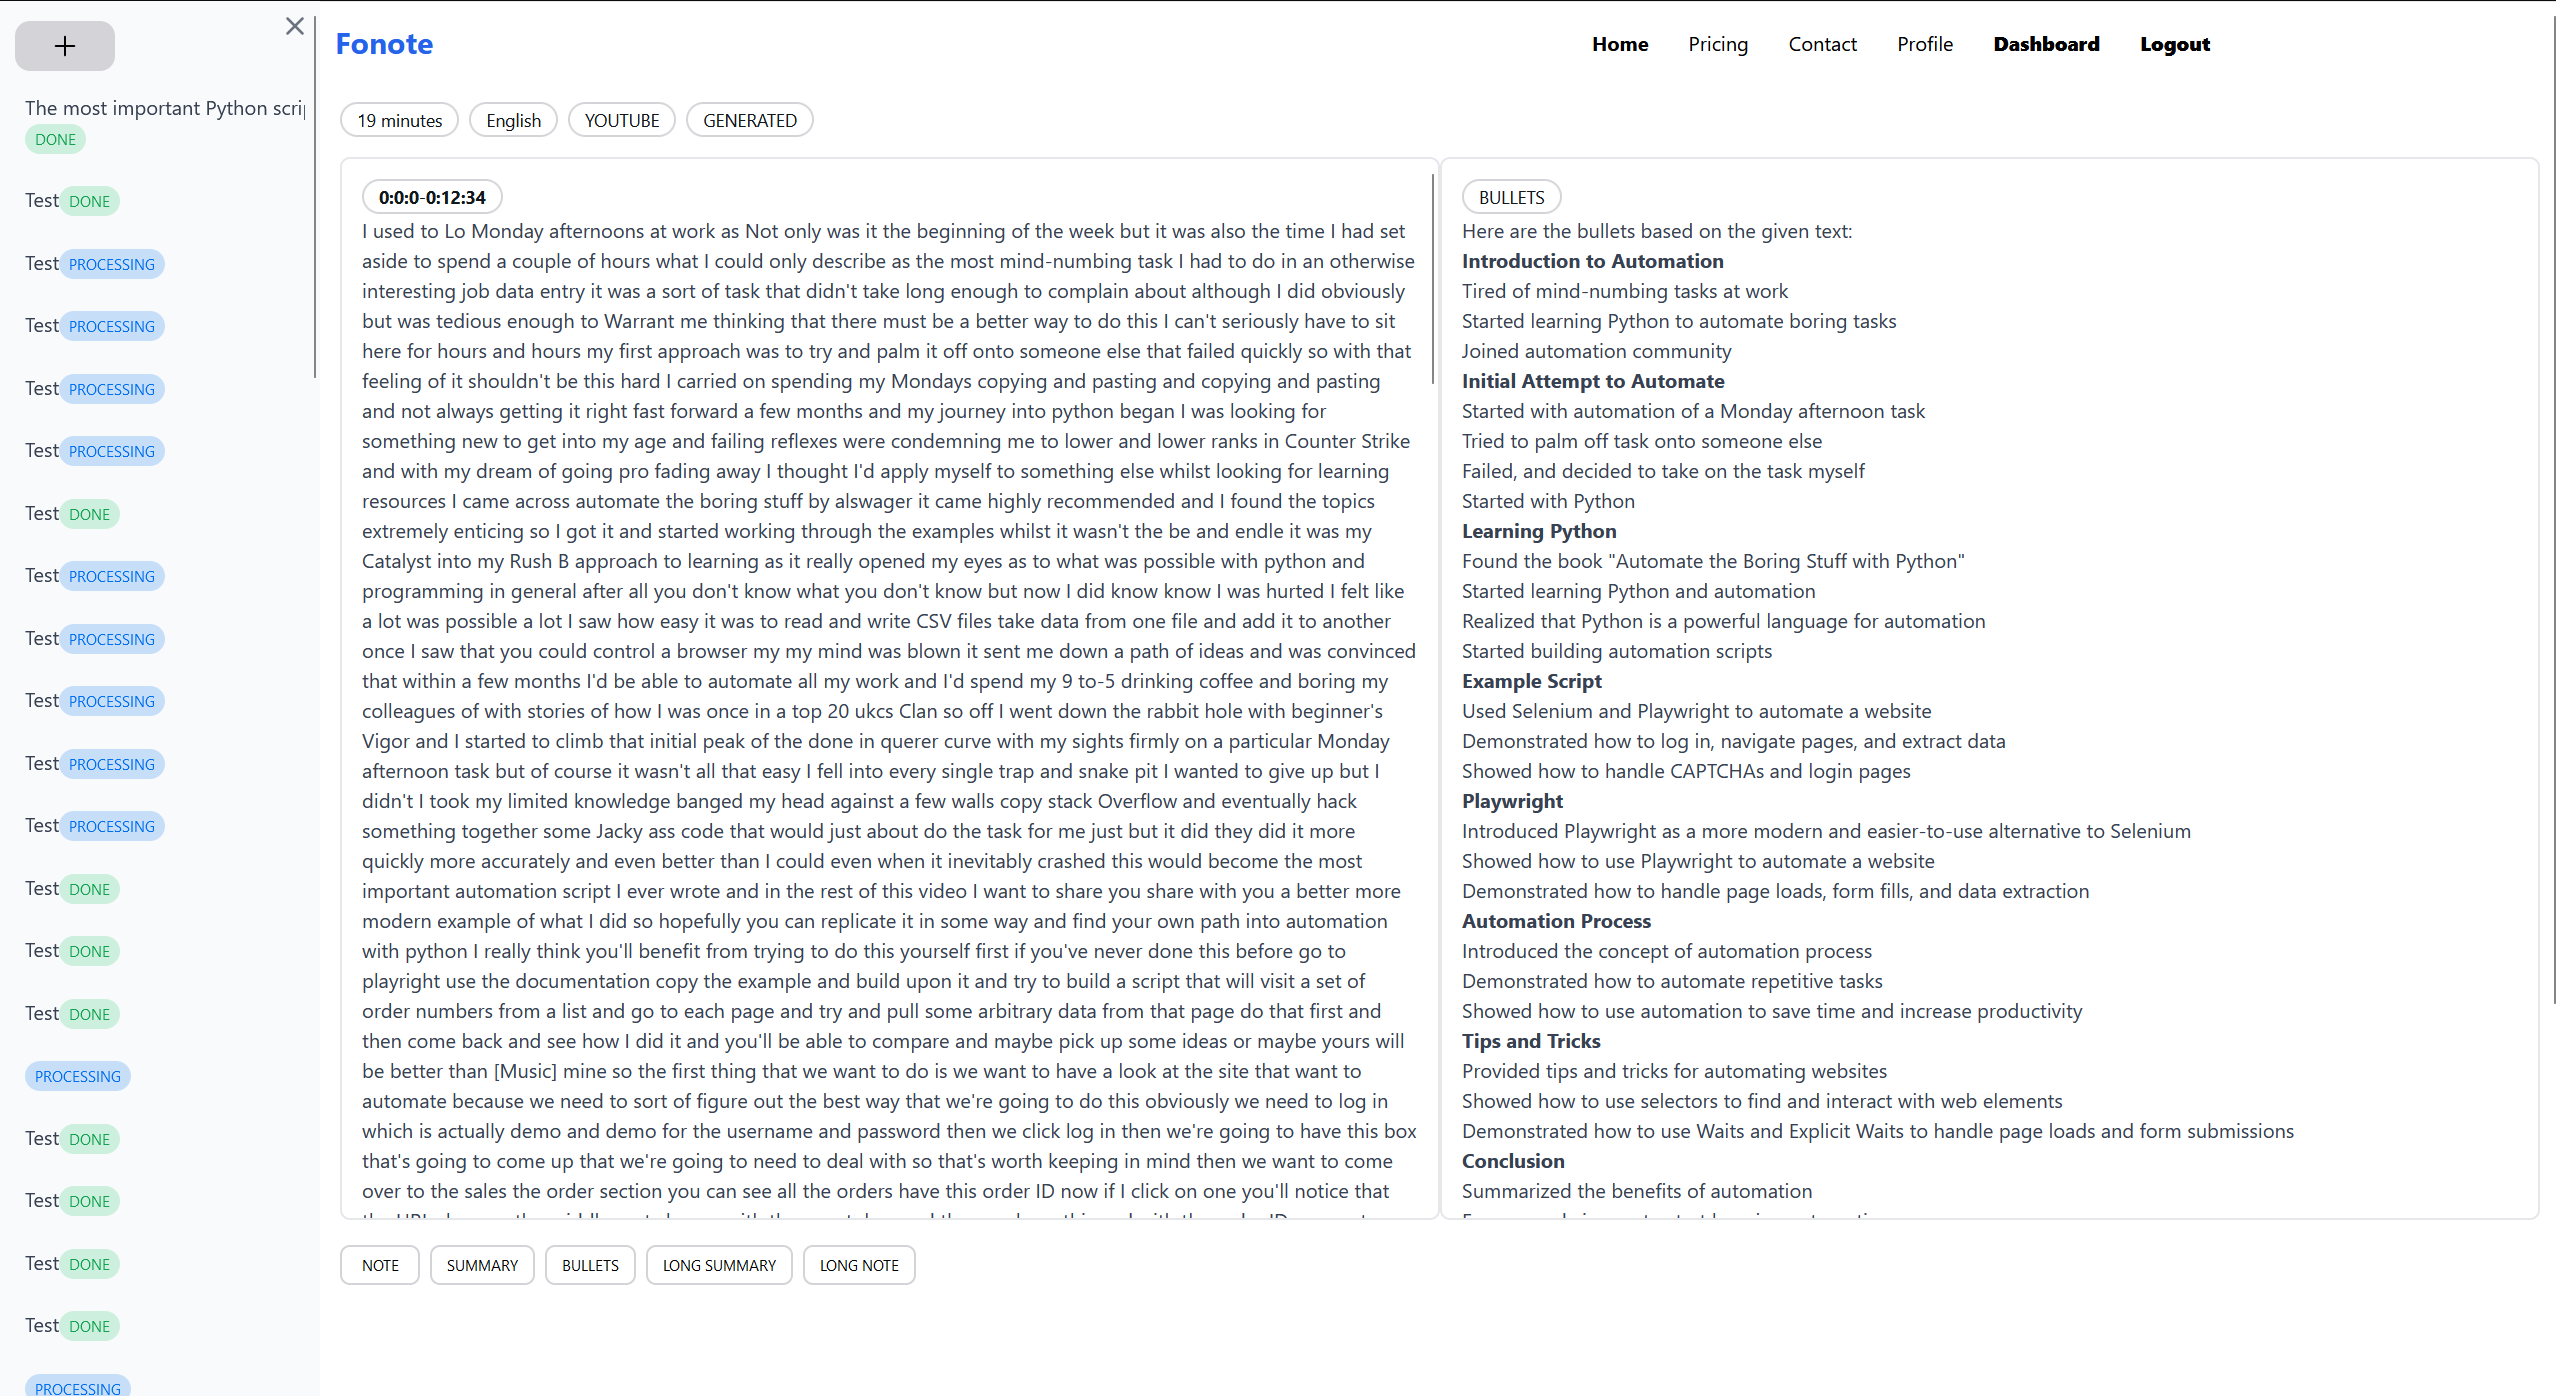 The most important Python scrip
DONE
Test DONE
Test PROCESSING
Test PROCESSING
Test PROCESSING
Test PROCESSING
Test DONE
Test PROCESSING
Test PROCESSING
Test PROCESSING
Test PROCESSING
Test PROCESSING
Test DONE
Test DONE
Test DONE
PROCESSING
Test DONE
Test DONE
Test DONE
Test DONE
PROCESSING
Fonote
Home Pricing Contact Profile Dashboard Logout
19 minutes English YOUTUBE GENERATED
0:0:0-0:12:34
I used to Lo Monday afternoons at work as Not only was it the beginning of the week but it was also the time I had set
aside to spend a couple of hours what I could only describe as the most mind-numbing task I had to do in an otherwise
interesting job data entry it was a sort of task that didn't take long enough to complain about although I did obviously
but was tedious enough to Warrant me thinking that there must be a better way to do this I can't seriously have to sit
here for hours and hours my first approach was to try and palm it off onto someone else that failed quickly so with that
feeling of it shouldn't be this hard I carried on spending my Mondays copying and pasting and copying and pasting
and not always getting it right fast forward a few months and my journey into python began I was looking for
something new to get into my age and failing reflexes were condemning me to lower and lower ranks in Counter Strike
and with my dream of going pro fading away I thought I'd apply myself to something else whilst looking for learning
resources I came across automate the boring stuff by alswager it came highly recommended and I found the topics
extremely enticing so I got it and started working through the examples whilst it wasn't the be and endle it was my
Catalyst into my Rush B approach to learning as it really opened my eyes as to what was possible with python and
programming in general after all you don't know what you don't know but now I did know know I was hurted I felt like
a lot was possible a lot I saw how easy it was to read and write CSV files take data from one file and add it to another
once I saw that you could control a browser my my mind was blown it sent me down a path of ideas and was convinced
that within a few months I'd be able to automate all my work and I'd spend my 9 to-5 drinking coffee and boring my
colleagues of with stories of how I was once in a top 20 ukcs Clan so off I went down the rabbit hole with beginner's
Vigor and I started to climb that initial peak of the done in querer curve with my sights firmly on a particular Monday
afternoon task but of course it wasn't all that easy I fell into every single trap and snake pit I wanted to give up but I
didn't I took my limited knowledge banged my head against a few walls copy stack Overflow and eventually hack
something together some Jacky ass code that would just about do the task for me just but it did they did it more
quickly more accurately and even better than I could even when it inevitably crashed this would become the most
important automation script I ever wrote and in the rest of this video I want to share you share with you a better more
modern example of what I did so hopefully you can replicate it in some way and find your own path into automation
with python I really think you'll benefit from trying to do this yourself first if you've never done this before go to
playright use the documentation copy the example and build upon it and try to build a script that will visit a set of
order numbers from a list and go to each page and try and pull some arbitrary data from that page do that first and
then come back and see how I did it and you'll be able to compare and maybe pick up some ideas or maybe yours will
be better than [Music] mine so the first thing that we want to do is we want to have a look at the site that want to
automate because we need to sort of figure out the best way that we're going to do this obviously we need to log in
which is actually demo and demo for the username and password then we click log in then we're going to have this box
that's going to come up that we're going to need to deal with so that's worth keeping in mind then we want to come
over to the sales the order section you can see all the orders have this order ID now if I click on one you'll notice that
BULLETS
Here are the bullets based on the given text:
Introduction to Automation
Tired of mind-numbing tasks at work
Started learning Python to automate boring tasks
Joined automation community
Initial Attempt to Automate
Started with automation of a Monday afternoon task
Tried to palm off task onto someone else
Failed, and decided to take on the task myself
Started with Python
Learning Python
Found the book "Automate the Boring Stuff with Python"
Started learning Python and automation
Realized that Python is a powerful language for automation
Started building automation scripts
Example Script
Used Selenium and Playwright to automate a website
Demonstrated how to log in, navigate pages, and extract data
Showed how to handle CAPTCHAs and login pages
Playwright
Introduced Playwright as a more modern and easier-to-use alternative to Selenium
Showed how to use Playwright to automate a website
Demonstrated how to handle page loads, form fills, and data extraction
Automation Process
Introduced the concept of automation process
Demonstrated how to automate repetitive tasks
Showed how to use automation to save time and increase productivity
Tips and Tricks
Provided tips and tricks for automating websites
Showed how to use selectors to find and interact with web elements
Demonstrated how to use Waits and Explicit Waits to handle page loads and form submissions
Conclusion
Summarized the benefits of automation
NOTE SUMMARY BULLETS LONG SUMMARY LONG NOTE